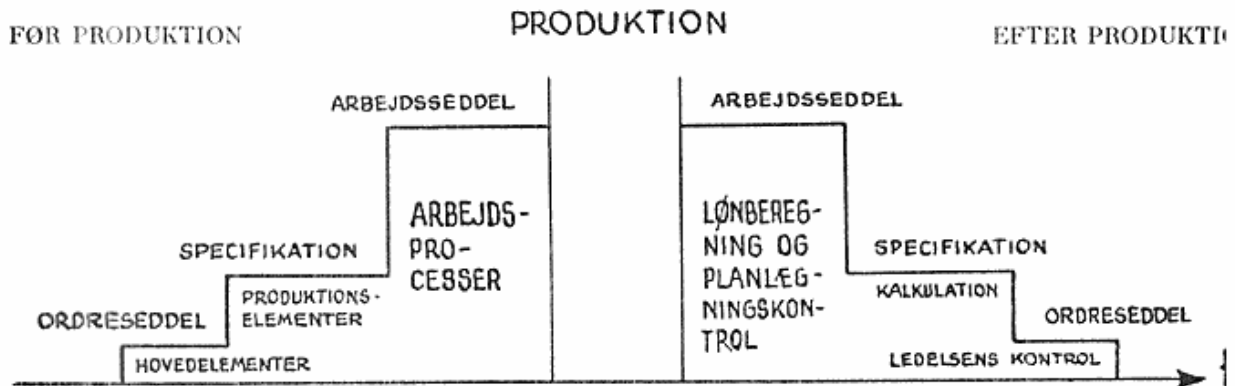 FØR PRODUKTION
PRODUKTION
EFTER PRODUKTI
ARBEJDSSEDDEL
ARBEJDSSEDDEL
ARBEJDS-
PRO-
CESSER
LØNBEREG-
NING OG
PLANLÆG-
NINGSKON-
TROL
SPECIFIKATION
SPECIFIKATION
PRODUKTIONS-
ELEMENTER
KALKULATION
ORDRESEDDEL
ORDRESEDDEL
HOVEDELEMENTER
LEDELSENS KONTROL